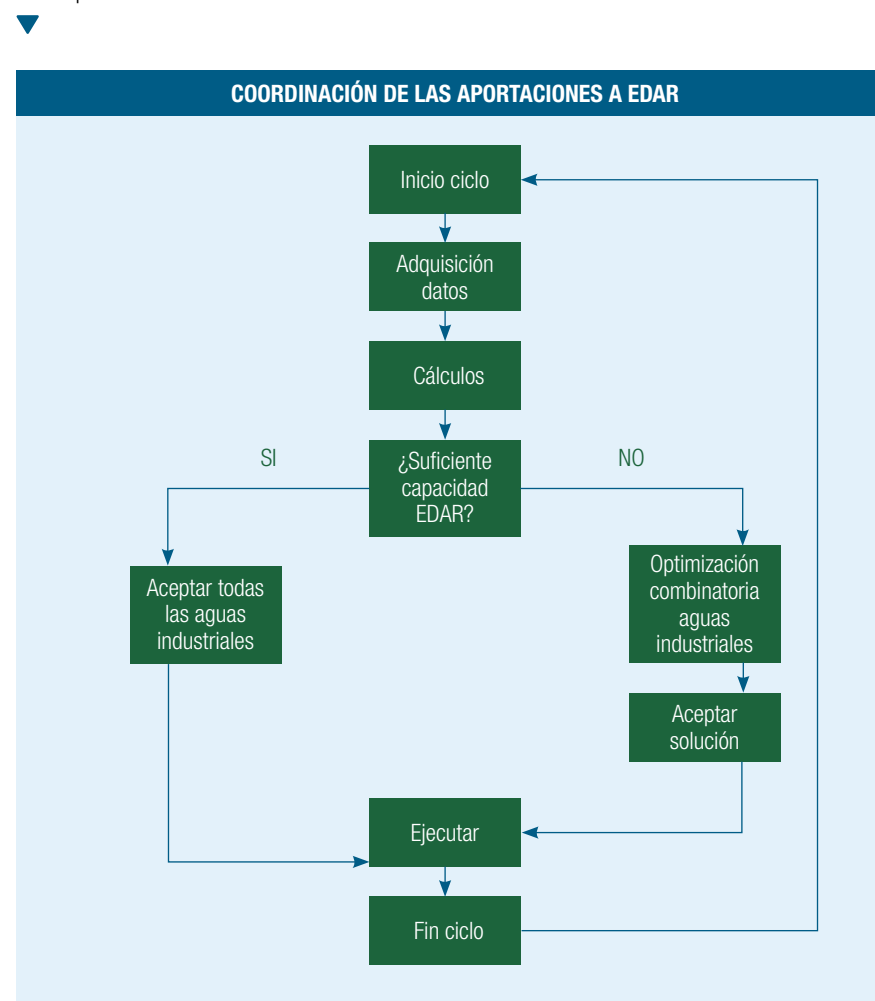 COORDINACIÓN DE LAS APORTACIONES A EDAR
Inicio ciclo
Adquisición
datos
Cálculos
¿Suficiente
capacidad
EDAR?
SI
NO
Aceptar todas
las aguas
industriales
Optimización
combinatoria
aguas
industriales
Aceptar
solución
Ejecutar
Fin ciclo